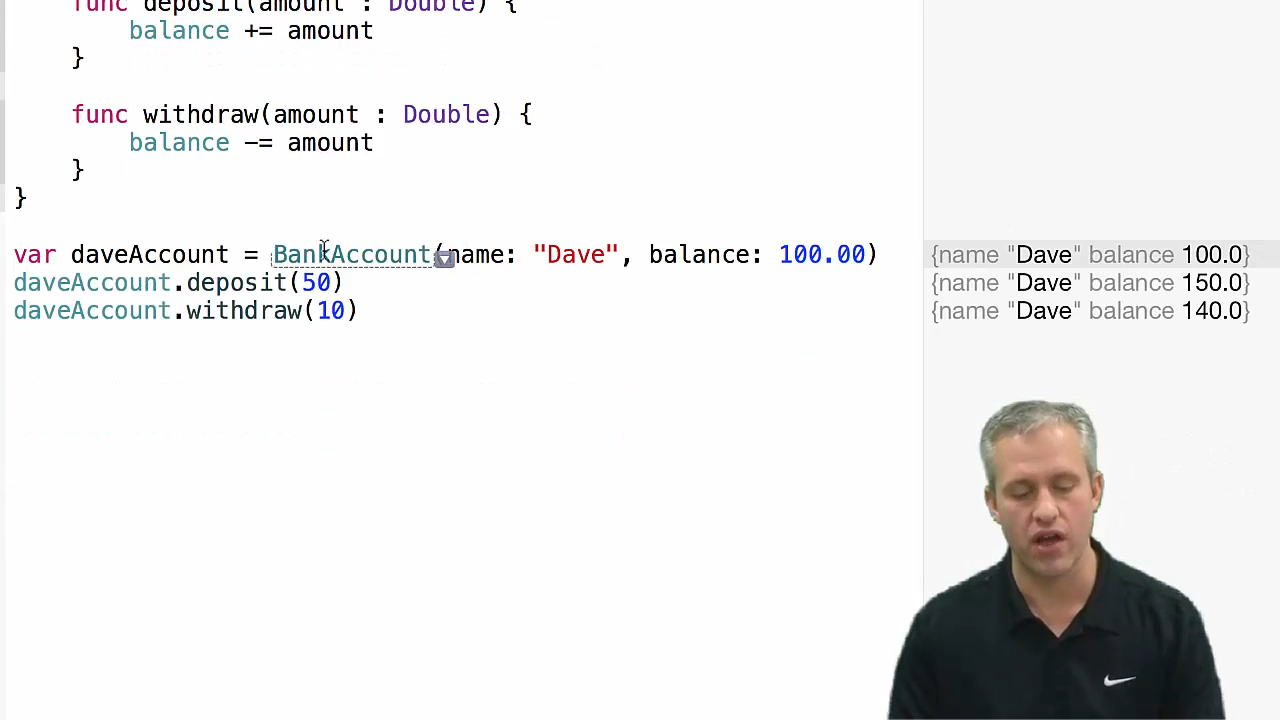 func deposit(amount : Double) {
balance += amount
}
func withdraw(amount : Double) {
balance -= amount
}
}
var daveAccount = BankAccount(name: "Dave", balance: 100.00)
daveAccount.deposit(50)
daveAccount.withdraw(10)
{name "Dave" balance 100.0}
{name "Dave" balance 150.0}
{name "Dave" balance 140.0}